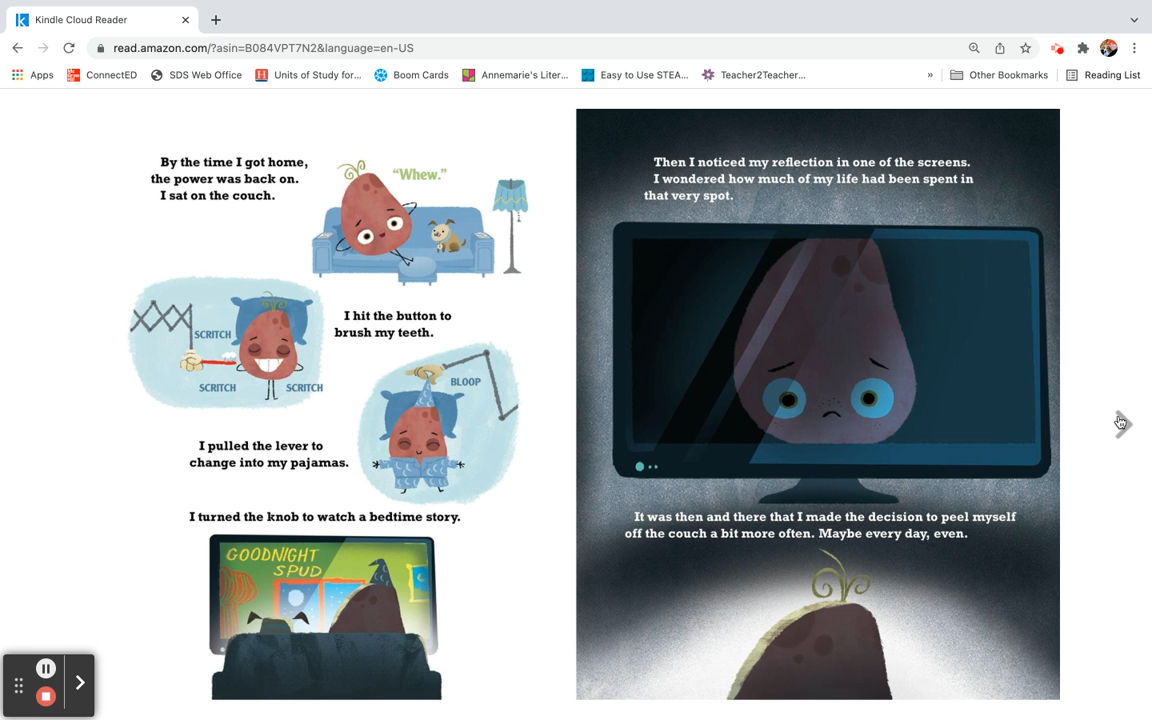 Kindle Cloud Reader
read.amazon.com/?asin=B084VPT7N2&language=en-US
Apps
ConnectED
SDS Web Office
Units of Study for...
Boom Cards
Annemarie's Liter...
Easy to Use STEA...
Teacher2Teacher...
»
Other Bookmarks
Reading List
By the time I got home,
the power was back on.
I sat on the couch.
"Whew."
I hit the button to
brush my teeth.
SCRITCH
SCRITCH
SCRITCH
BLOOP
I pulled the lever to
change into my pajamas.
I turned the knob to watch a bedtime story.
GOODNIGHT
SPUD
Then I noticed my reflection in one of the screens.
I wondered how much of my life had been spent in
that very spot.
It was then and there that I made the decision to peel myself
off the couch a bit more often. Maybe every day, even.